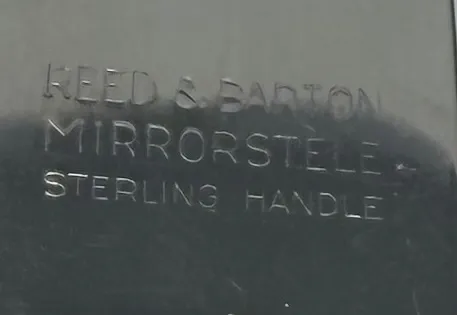 REED & BARTON
MIRRORSTELE
STERLING HANDLE